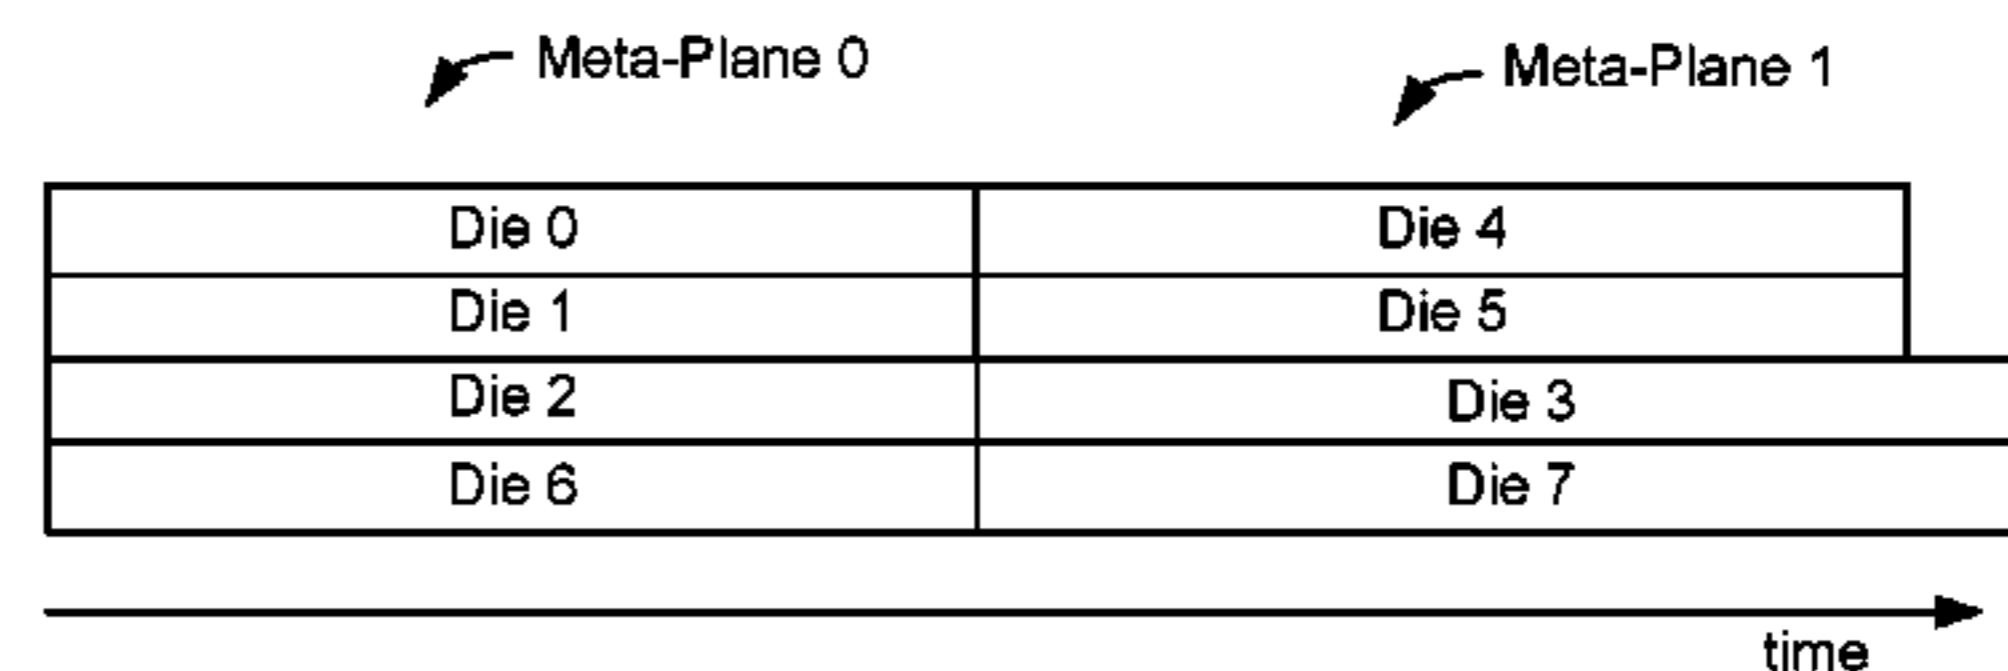 Meta-Plane 0
Meta-Plane 1
Die 0
Die 4
Die 1
Die 5
Die 2
Die 3
Die 6
Die 7
time